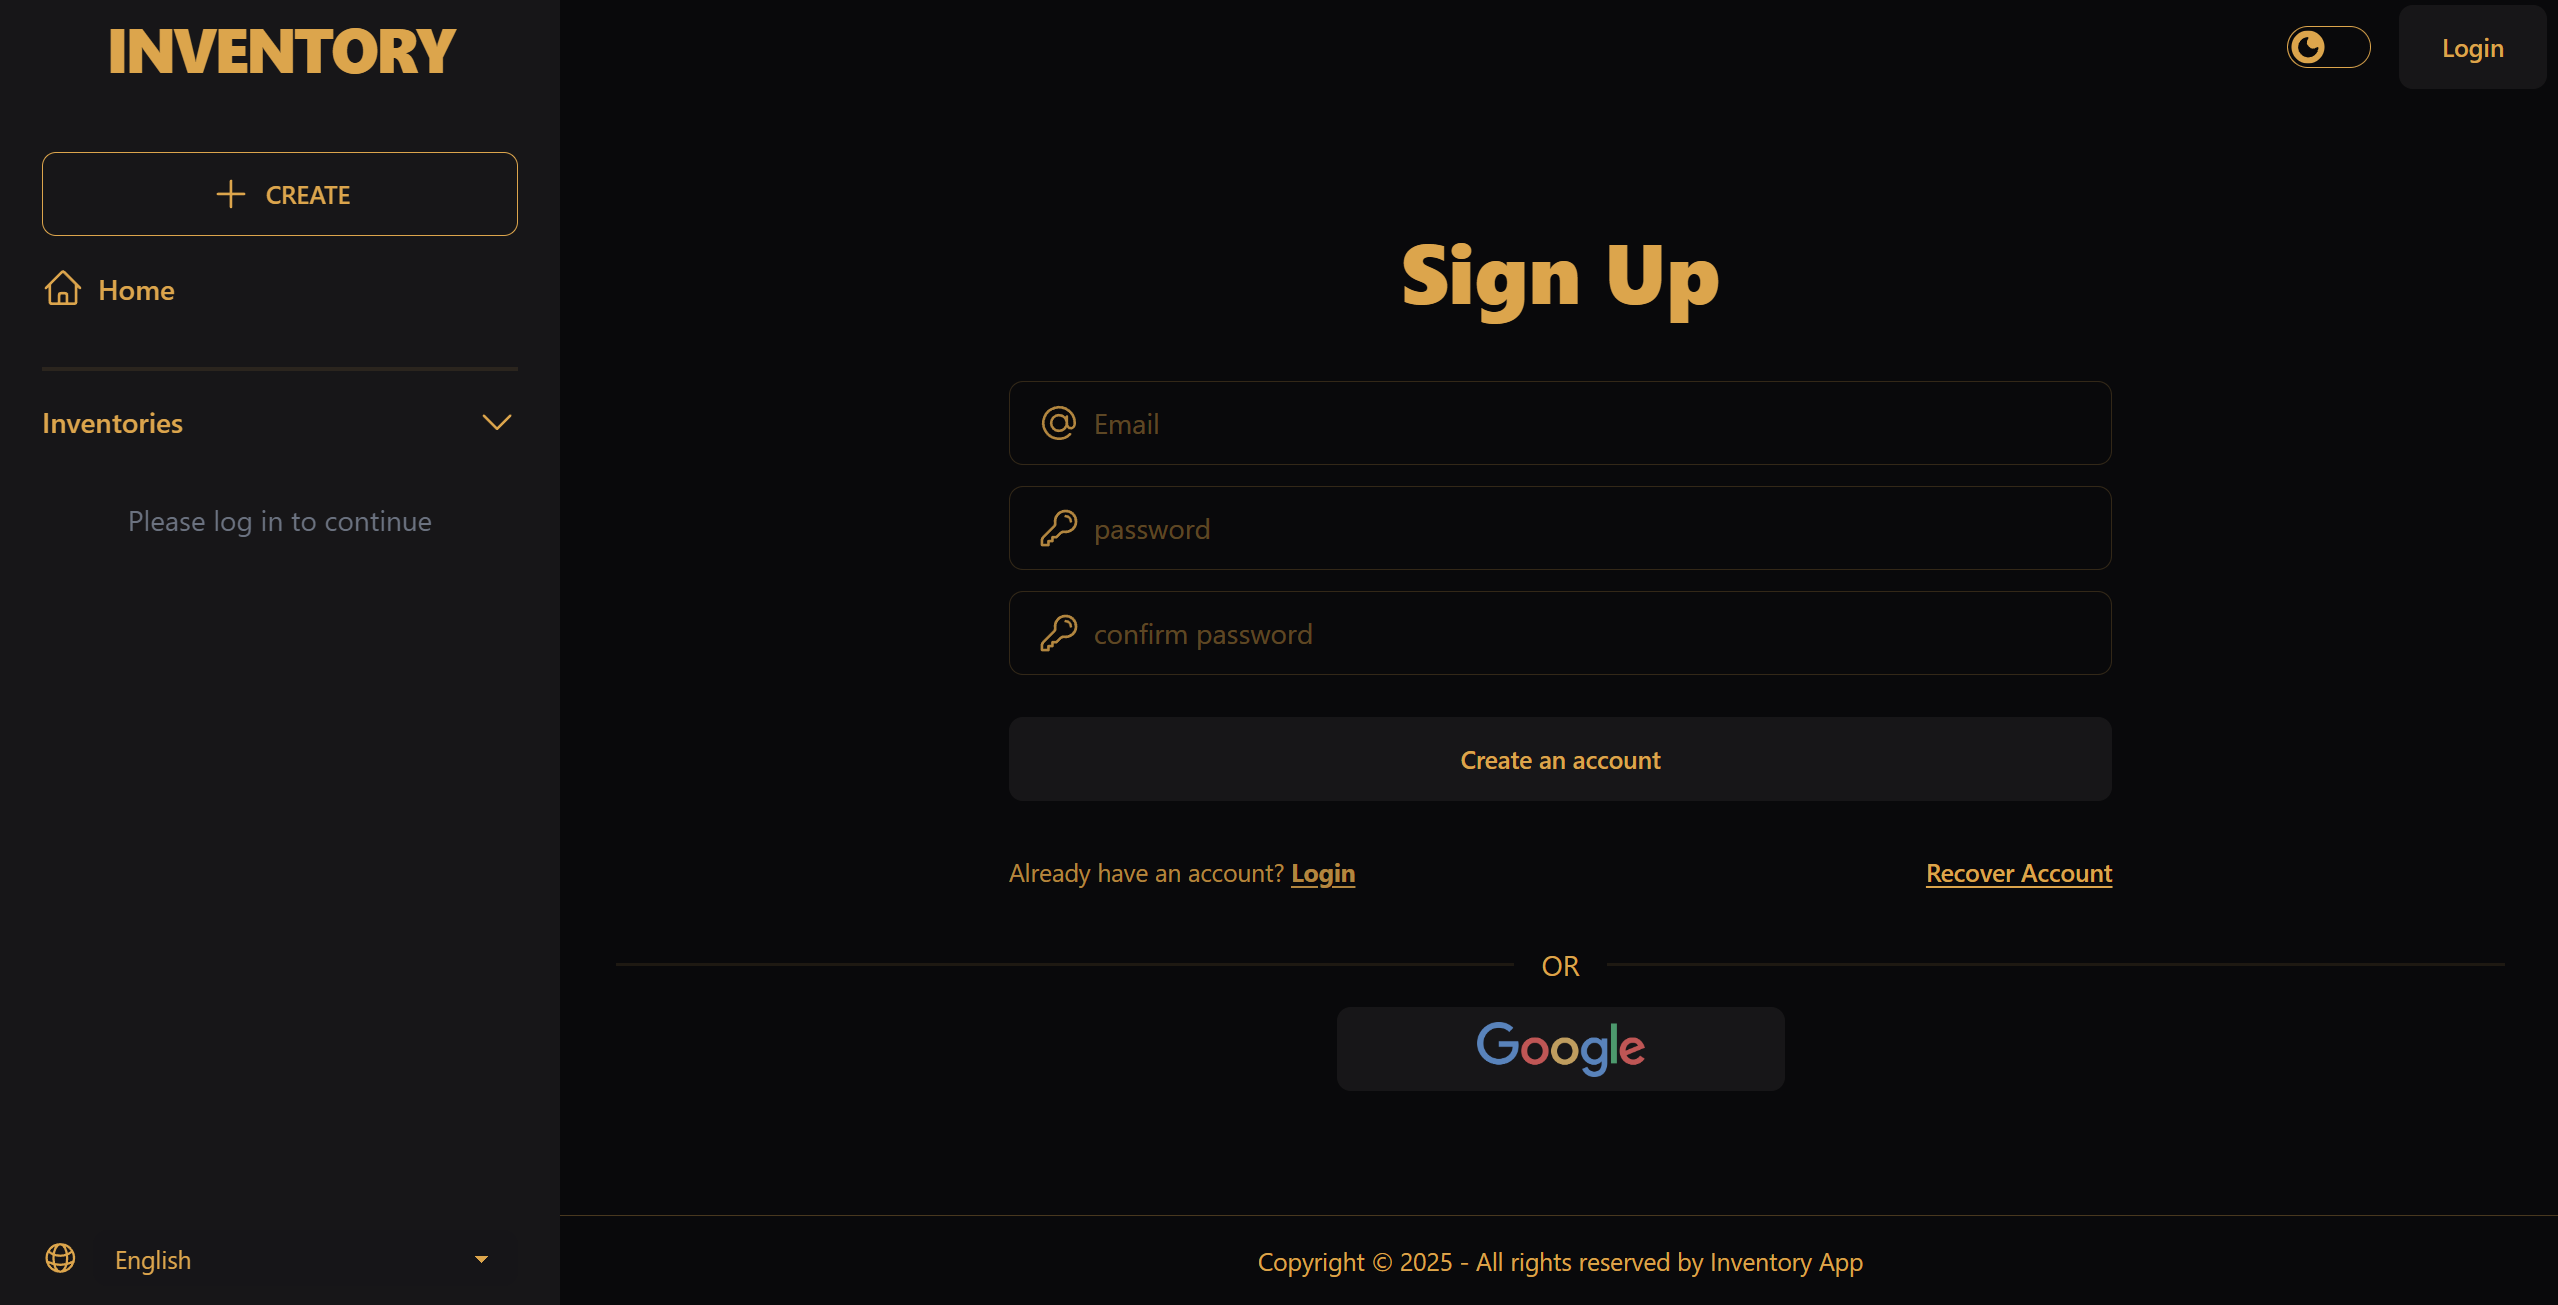 INVENTORY
CREATE
Home
Inventories
Please log in to continue
English
Login
Sign Up
Email
password
confirm password
Create an account
Already have an account? Login
Recover Account
OR
Google
Copyright © 2025 - All rights reserved by Inventory App